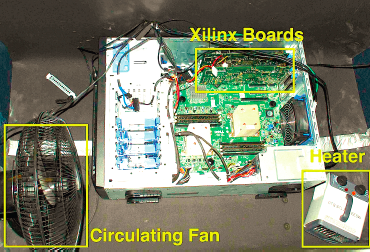 Xilinx Boards
Heater
Circulating Fan